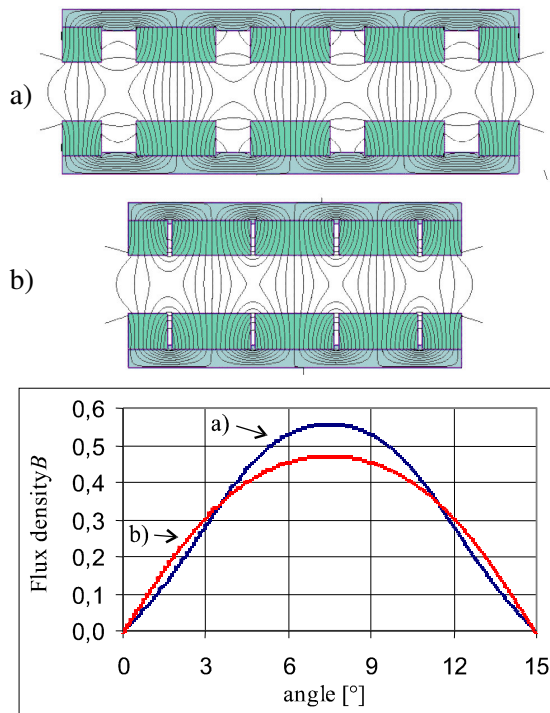 a)
b)
0,6
0,5
0,4
0,3
0,2
0,1
0,0
Flux density B
a)
b)
0 3 6 9 12 15
angle [°]